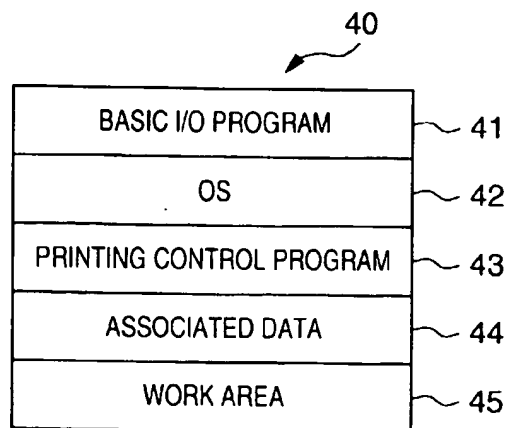 40
BASIC I/O PROGRAM 41
OS 42
PRINTING CONTROL PROGRAM 43
ASSOCIATED DATA 44
WORK AREA 45